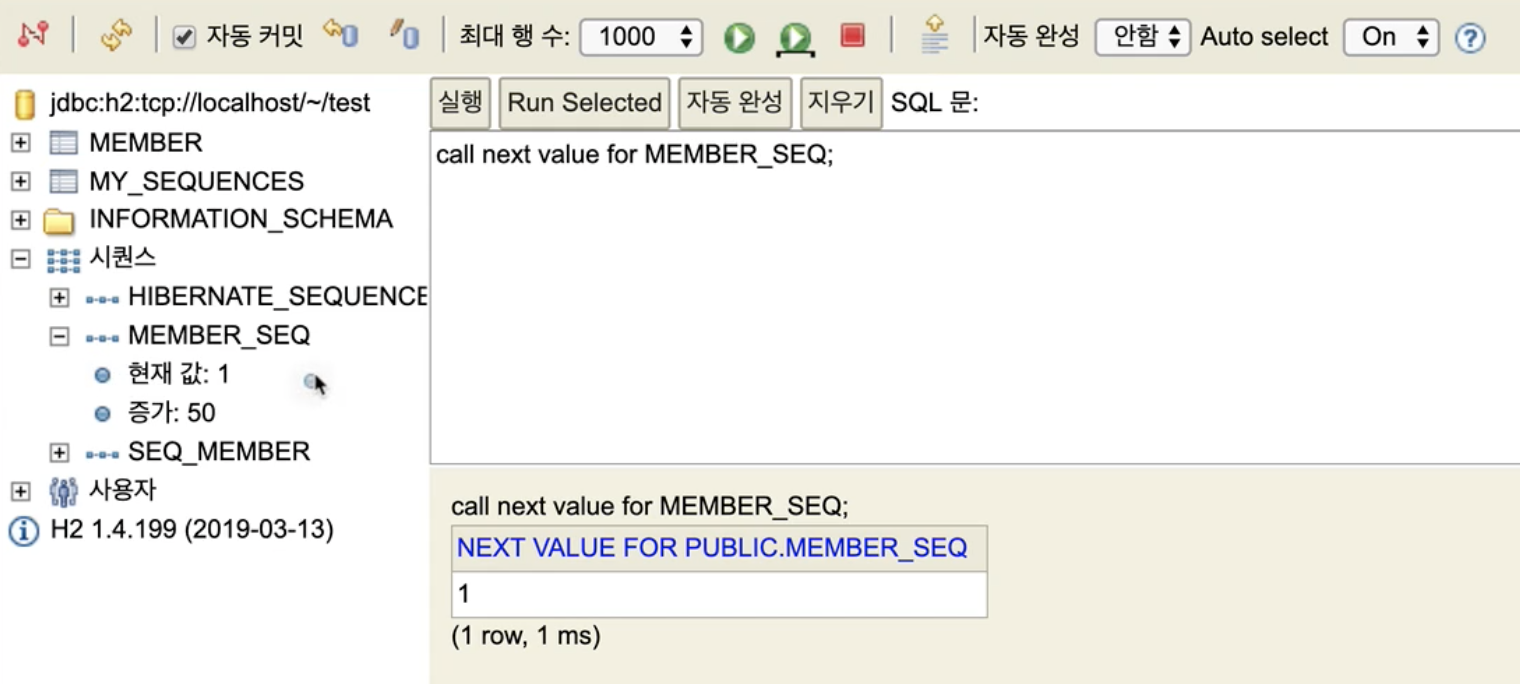 자동 커밋 최대 행 수: 1000 자동 완성 안함 Auto select On ?
jdbc:h2:tcp://localhost/~/test
MEMBER
MY_SEQUENCES
INFORMATION_SCHEMA
시퀀스
HIBERNATE_SEQUENCE
MEMBER_SEQ
현재 값: 1
증가: 50
SEQ_MEMBER
사용자
H2 1.4.199 (2019-03-13)
실행 Run Selected 자동 완성 지우기 SQL 문:
call next value for MEMBER_SEQ;
call next value for MEMBER_SEQ;
NEXT VALUE FOR PUBLIC.MEMBER_SEQ
1
(1 row, 1 ms)